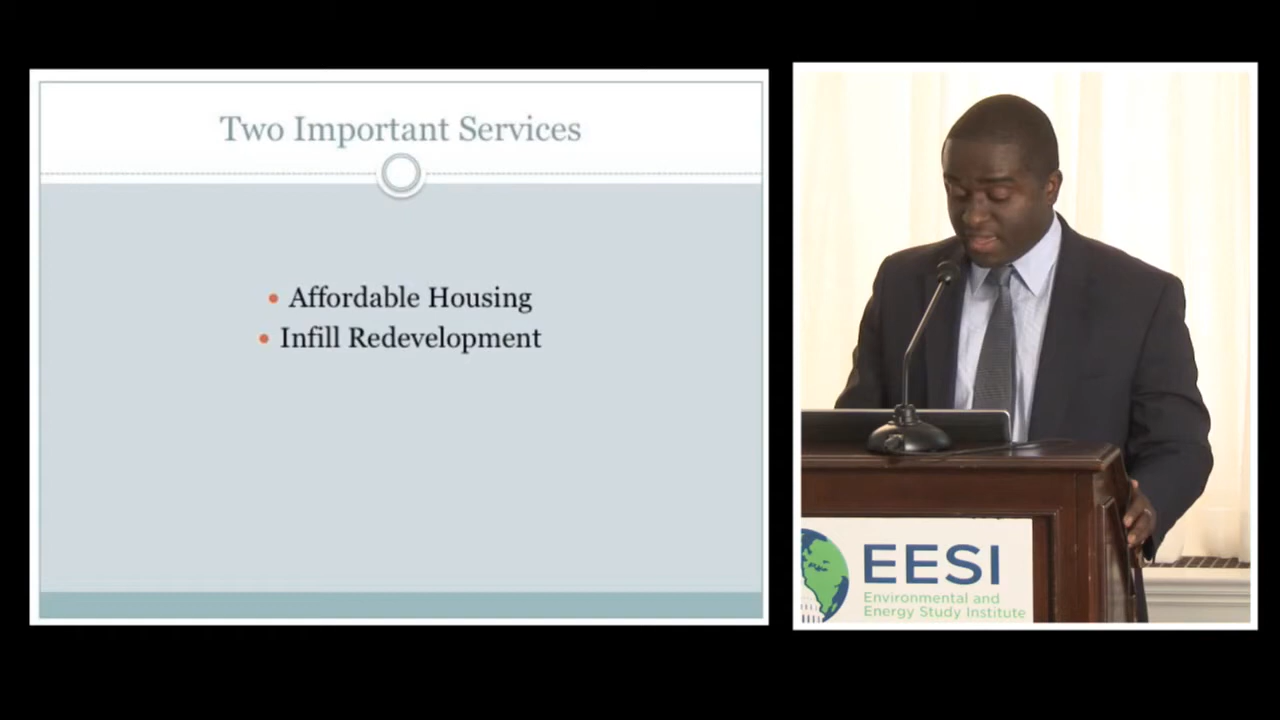 Two Important Services
• Affordable Housing
• Infill Redevelopment
EESI
Environmental and
Energy Study Institute